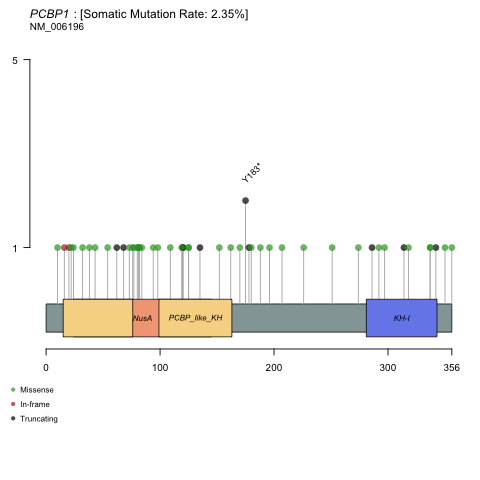 PCBP1 : [Somatic Mutation Rate: 2.35%]
NM_006196
5
Y183*
1
NusA
PCBP_like_KH
KH-I
0 100 200 300 356
Missense
In-frame
Truncating